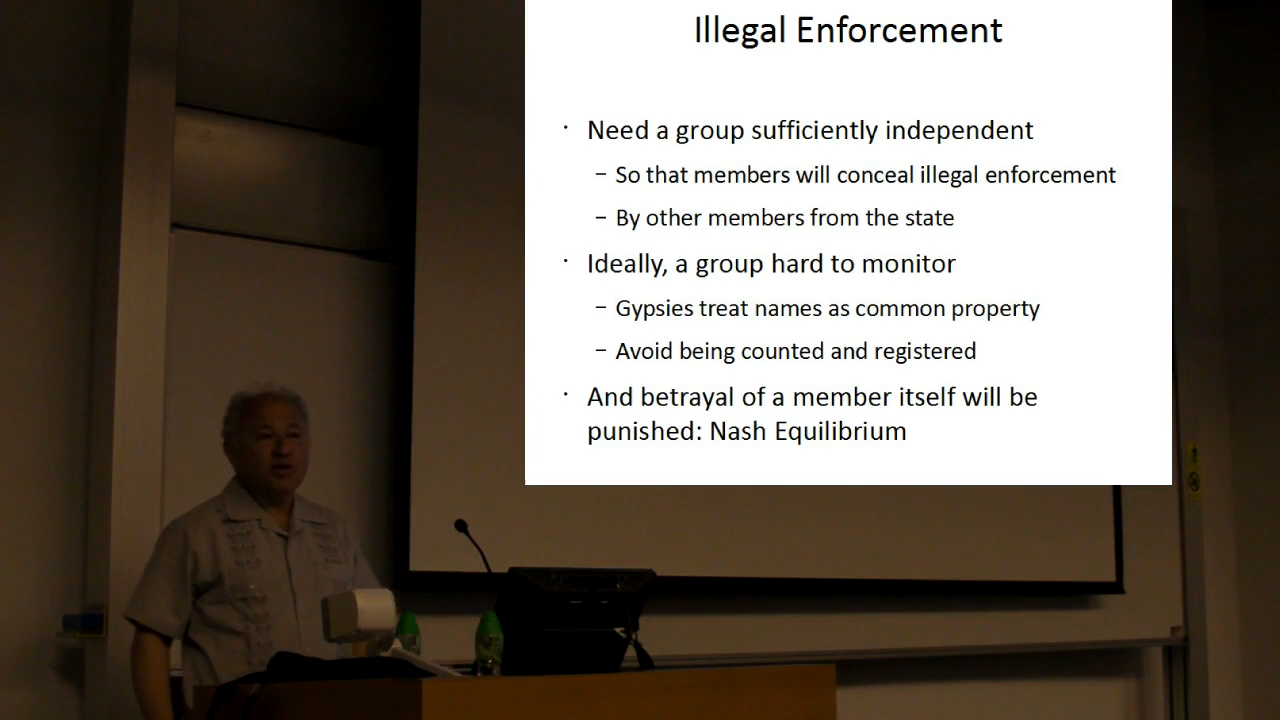 Illegal Enforcement
· Need a group sufficiently independent
– So that members will conceal illegal enforcement
– By other members from the state
· Ideally, a group hard to monitor
– Gypsies treat names as common property
– Avoid being counted and registered
· And betrayal of a member itself will be
punished: Nash Equilibrium